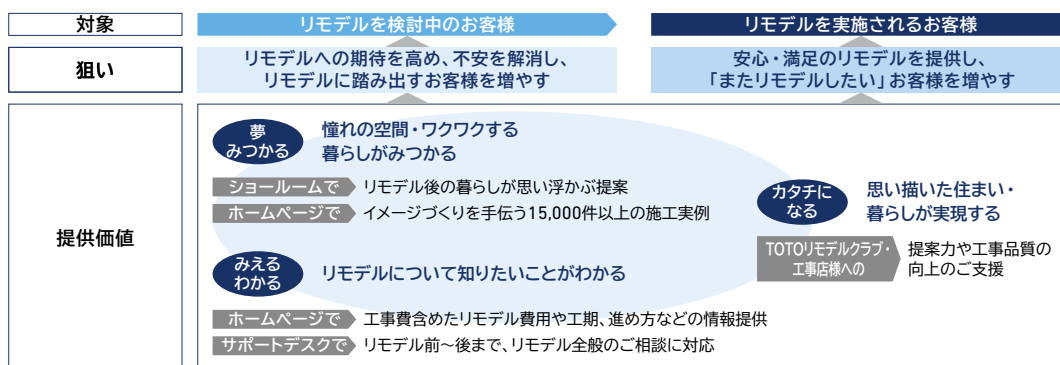 対象
リモデルを検討中のお客様
リモデルを実施されるお客様
狙い
リモデルへの期待を高め、不安を解消し、
リモデルに踏み出すお客様を増やす
安心・満足のリモデルを提供し、
「またリモデルしたい」お客様を増やす
提供価値
夢
みつかる
憧れの空間・ワクワクする
暮らしがみつかる
ショールームで
リモデル後の暮らしが思い浮かぶ提案
ホームページで
イメージづくりを手伝う15,000件以上の施工実例
みえる
わかる
リモデルについて知りたいことがわかる
ホームページで
工事費含めたリモデル費用や工期、進め方などの情報提供
サポートデスクで
リモデル前~後まで、リモデル全般のご相談に対応
カタチに
なる
思い描いた住まい・
暮らしが実現する
TOTOリモデルクラブ・
工事店様への
提案力や工事品質の
向上のご支援